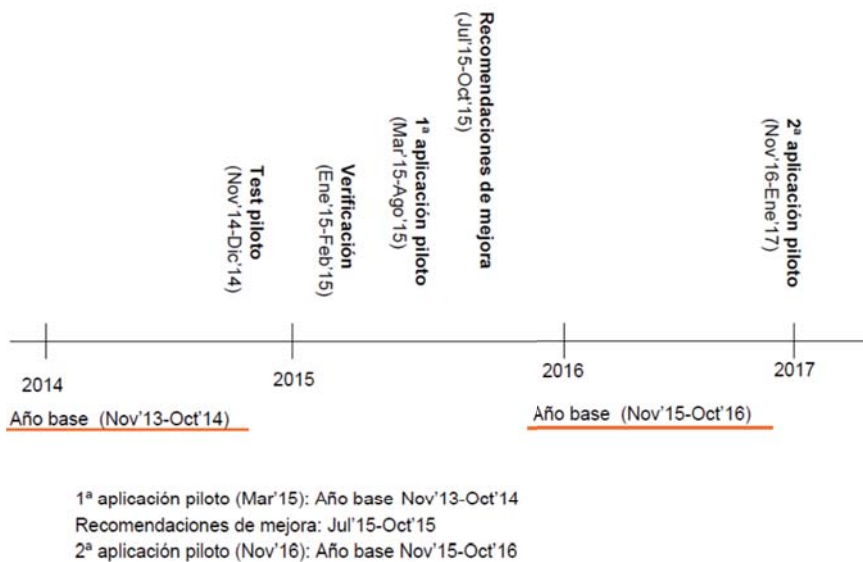 Test piloto
(Nov'14-Dic'14)
Verificación
(Ene'15-Feb'15)
1ª aplicación piloto
(Mar'15-Ago'15)
Recomendaciones de mejora
(Jul'15-Oct'15)
2ª aplicación piloto
(Nov'16-Ene'17)
2014
2015
2016
2017
Año base (Nov'13-Oct'14)
Año base (Nov'15-Oct'16)
1ª aplicación piloto (Mar'15): Año base Nov'13-Oct'14
Recomendaciones de mejora: Jul'15-Oct'15
2ª aplicación piloto (Nov'16): Año base Nov'15-Oct'16